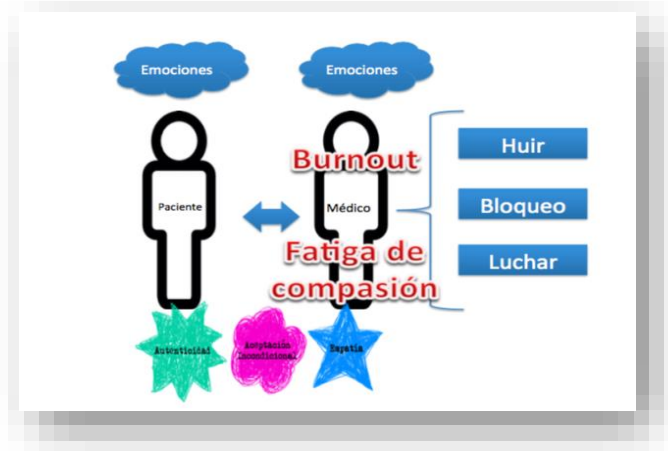 Emociones
Emociones
Burnout
Paciente
Médico
Fatiga de
compasión
Huir
Bloqueo
Luchar
Autenticidad
Aceptación
Incondicional
Empatía